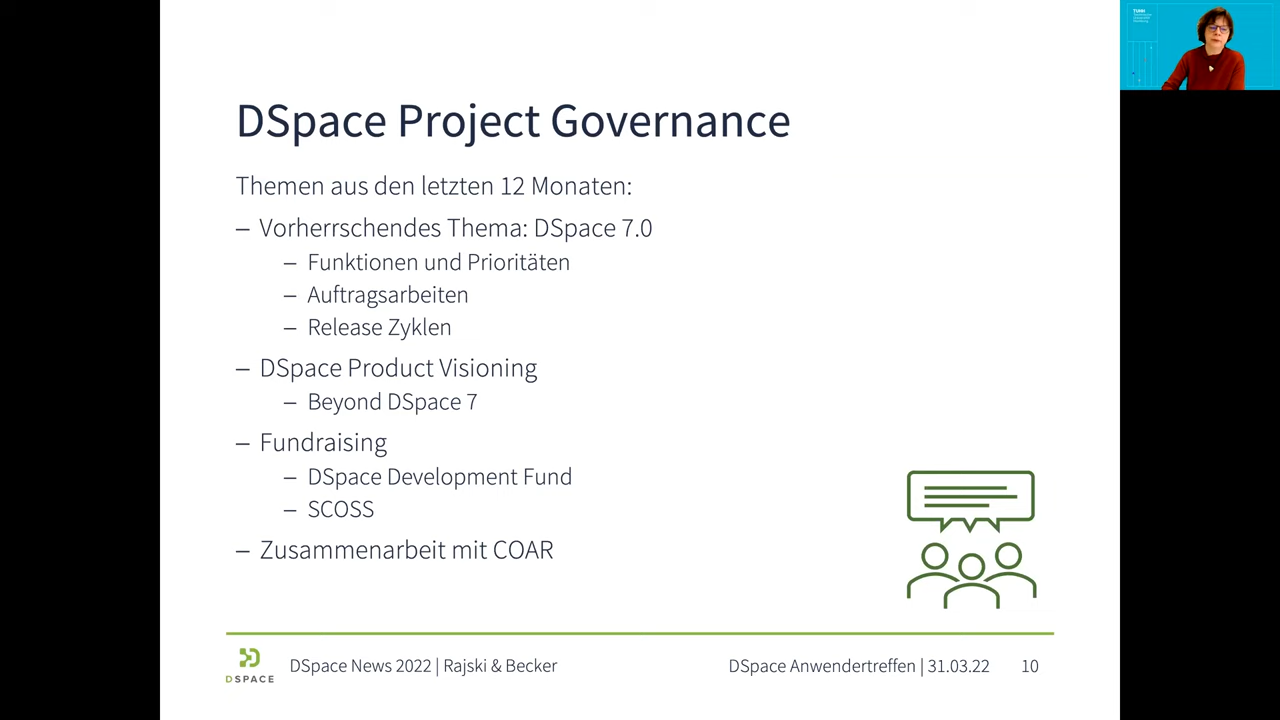 DSpace Project Governance
Themen aus den letzten 12 Monaten:
– Vorherrschendes Thema: DSpace 7.0
– Funktionen und Prioritäten
– Auftragsarbeiten
– Release Zyklen
– DSpace Product Visioning
– Beyond DSpace 7
– Fundraising
– DSpace Development Fund
– SCOSS
– Zusammenarbeit mit COAR
DSPACE
DSpace News 2022 | Rajski & Becker
DSpace Anwendertreffen | 31.03.22
10
TUHH